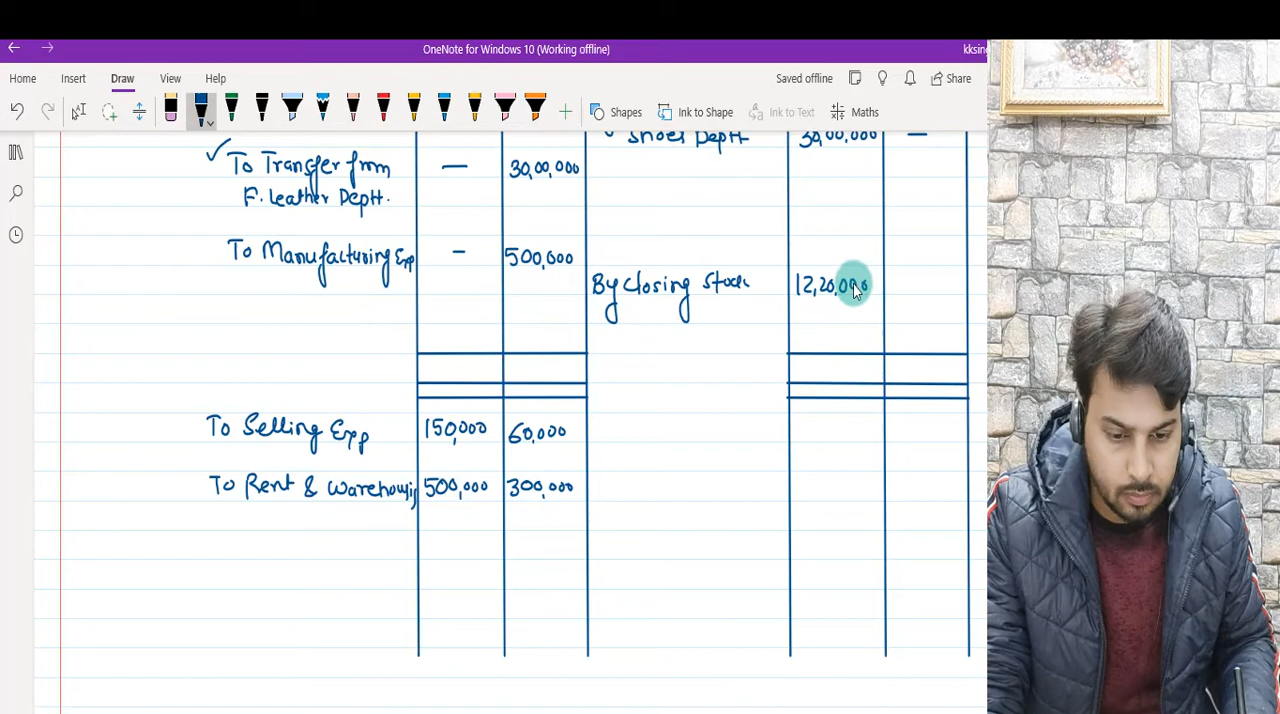 OneNote for Windows 10 (Working offline)
kksin
Home Insert Draw View Help
Saved offline
Share
Shapes
Ink to Shape
Ink to Text
Maths
Shoes Deptt 30,00,000 —
To Transfer from — 30,00,000
F. Leather Deptt.
To Manufacturing Exp - 500,000
By Closing Stock 12,20,000
To Selling Exp 150,000 60,000
To Rent & Warehousing 500,000 300,000